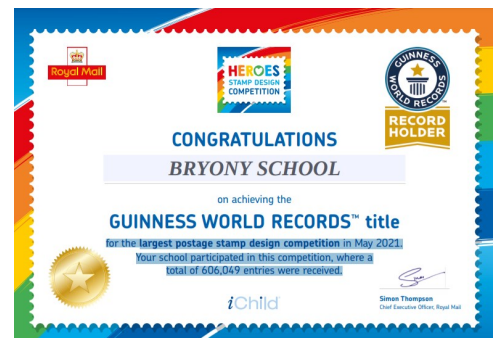 Royal Mail
HEROES
STAMP DESIGN
COMPETITION
GUINNESS WORLD RECORDS™
RECORD
HOLDER
CONGRATULATIONS
BRYONY SCHOOL
on achieving the
GUINNESS WORLD RECORDS™ title
for the largest postage stamp design competition in May 2021.
Your school participated in this competition, where a
total of 606,049 entries were received.
iChild
Simon Thompson
Chief Executive Officer, Royal Mail